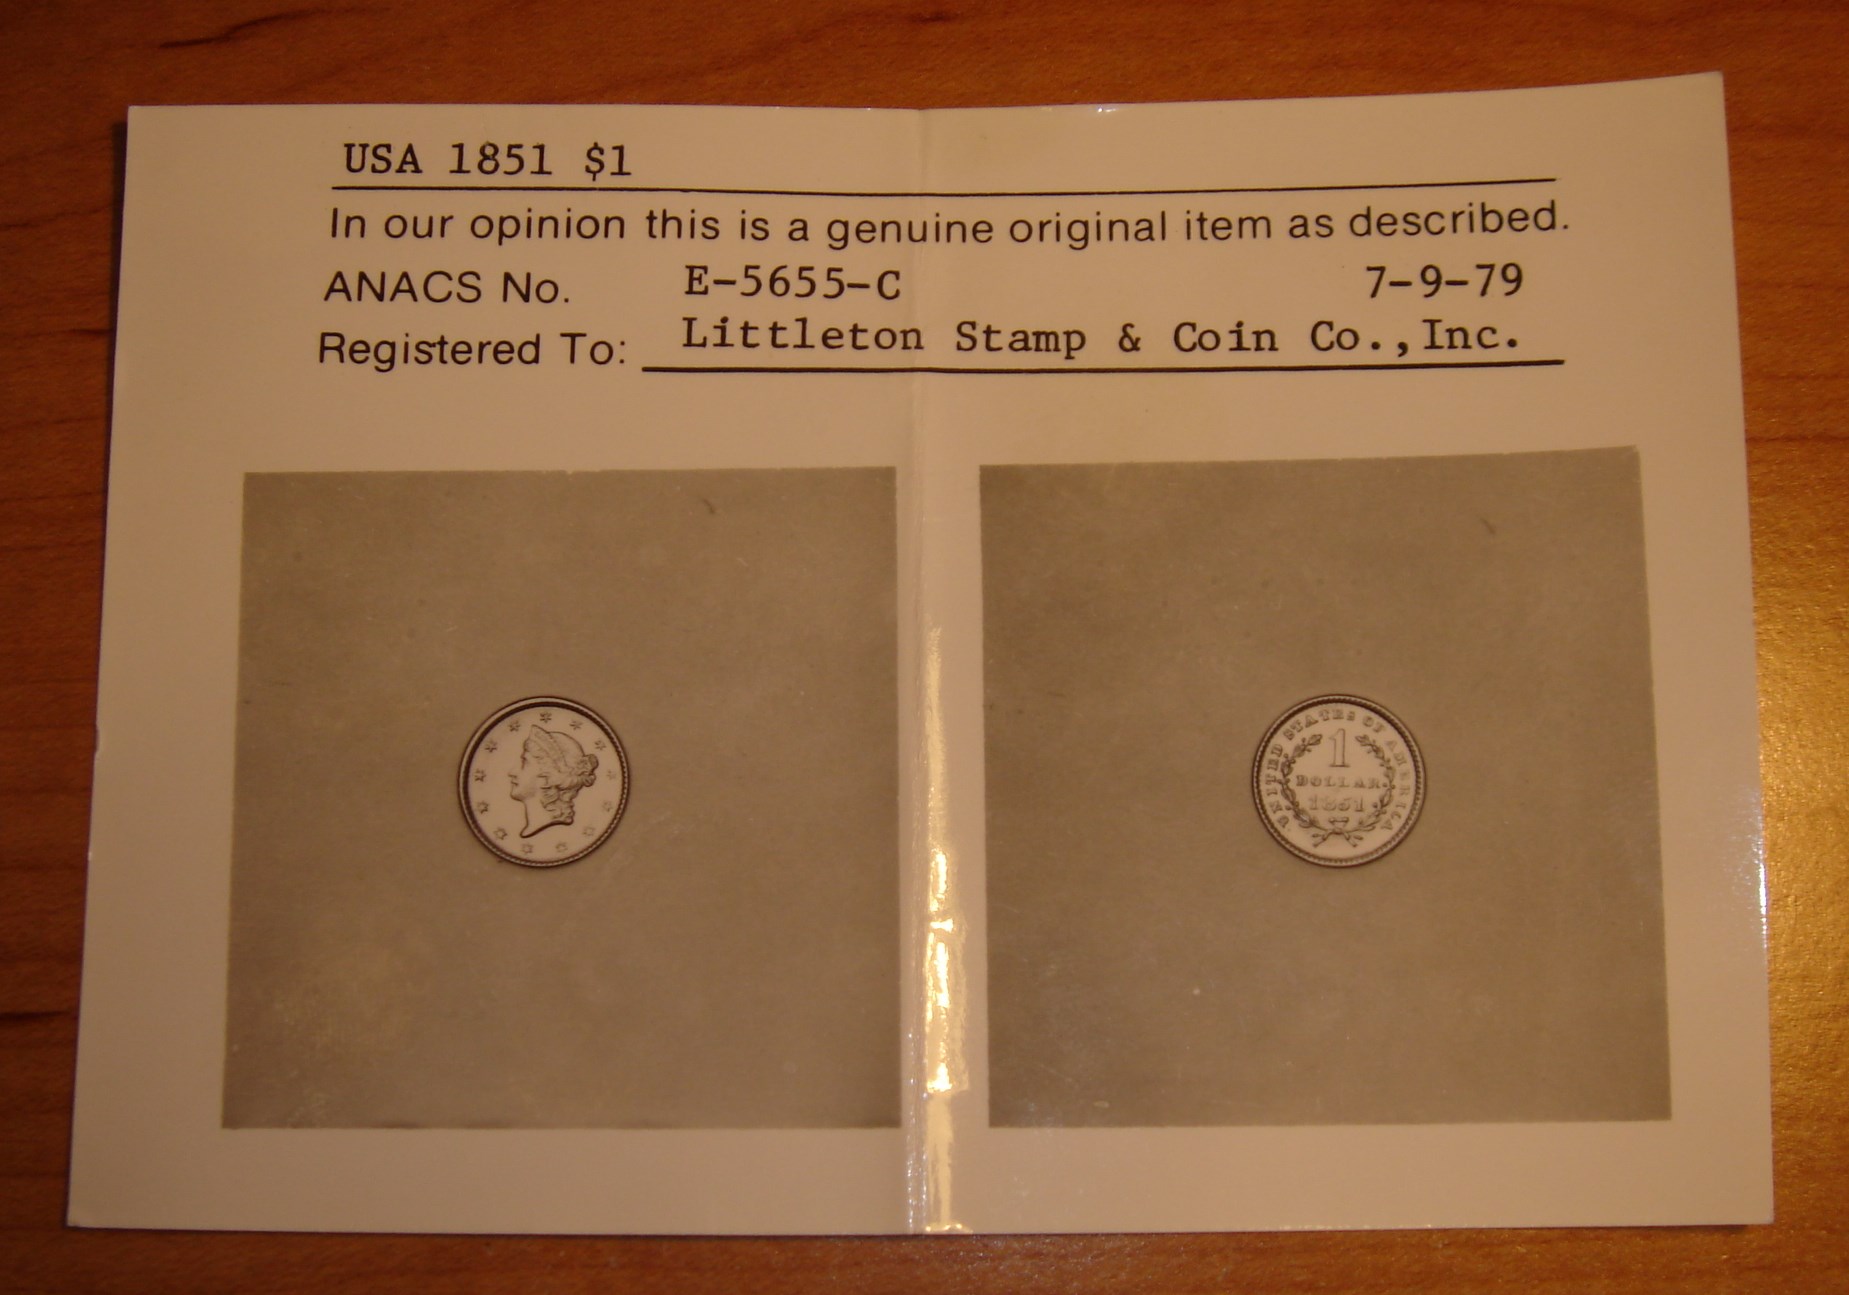 USA 1851 $1
In our opinion this is a genuine original item as described.
ANACS No. E-5655-C 7-9-79
Registered To: Littleton Stamp & Coin Co.,Inc.
UNITED STATES OF AMERICA
1
DOLLAR
1851